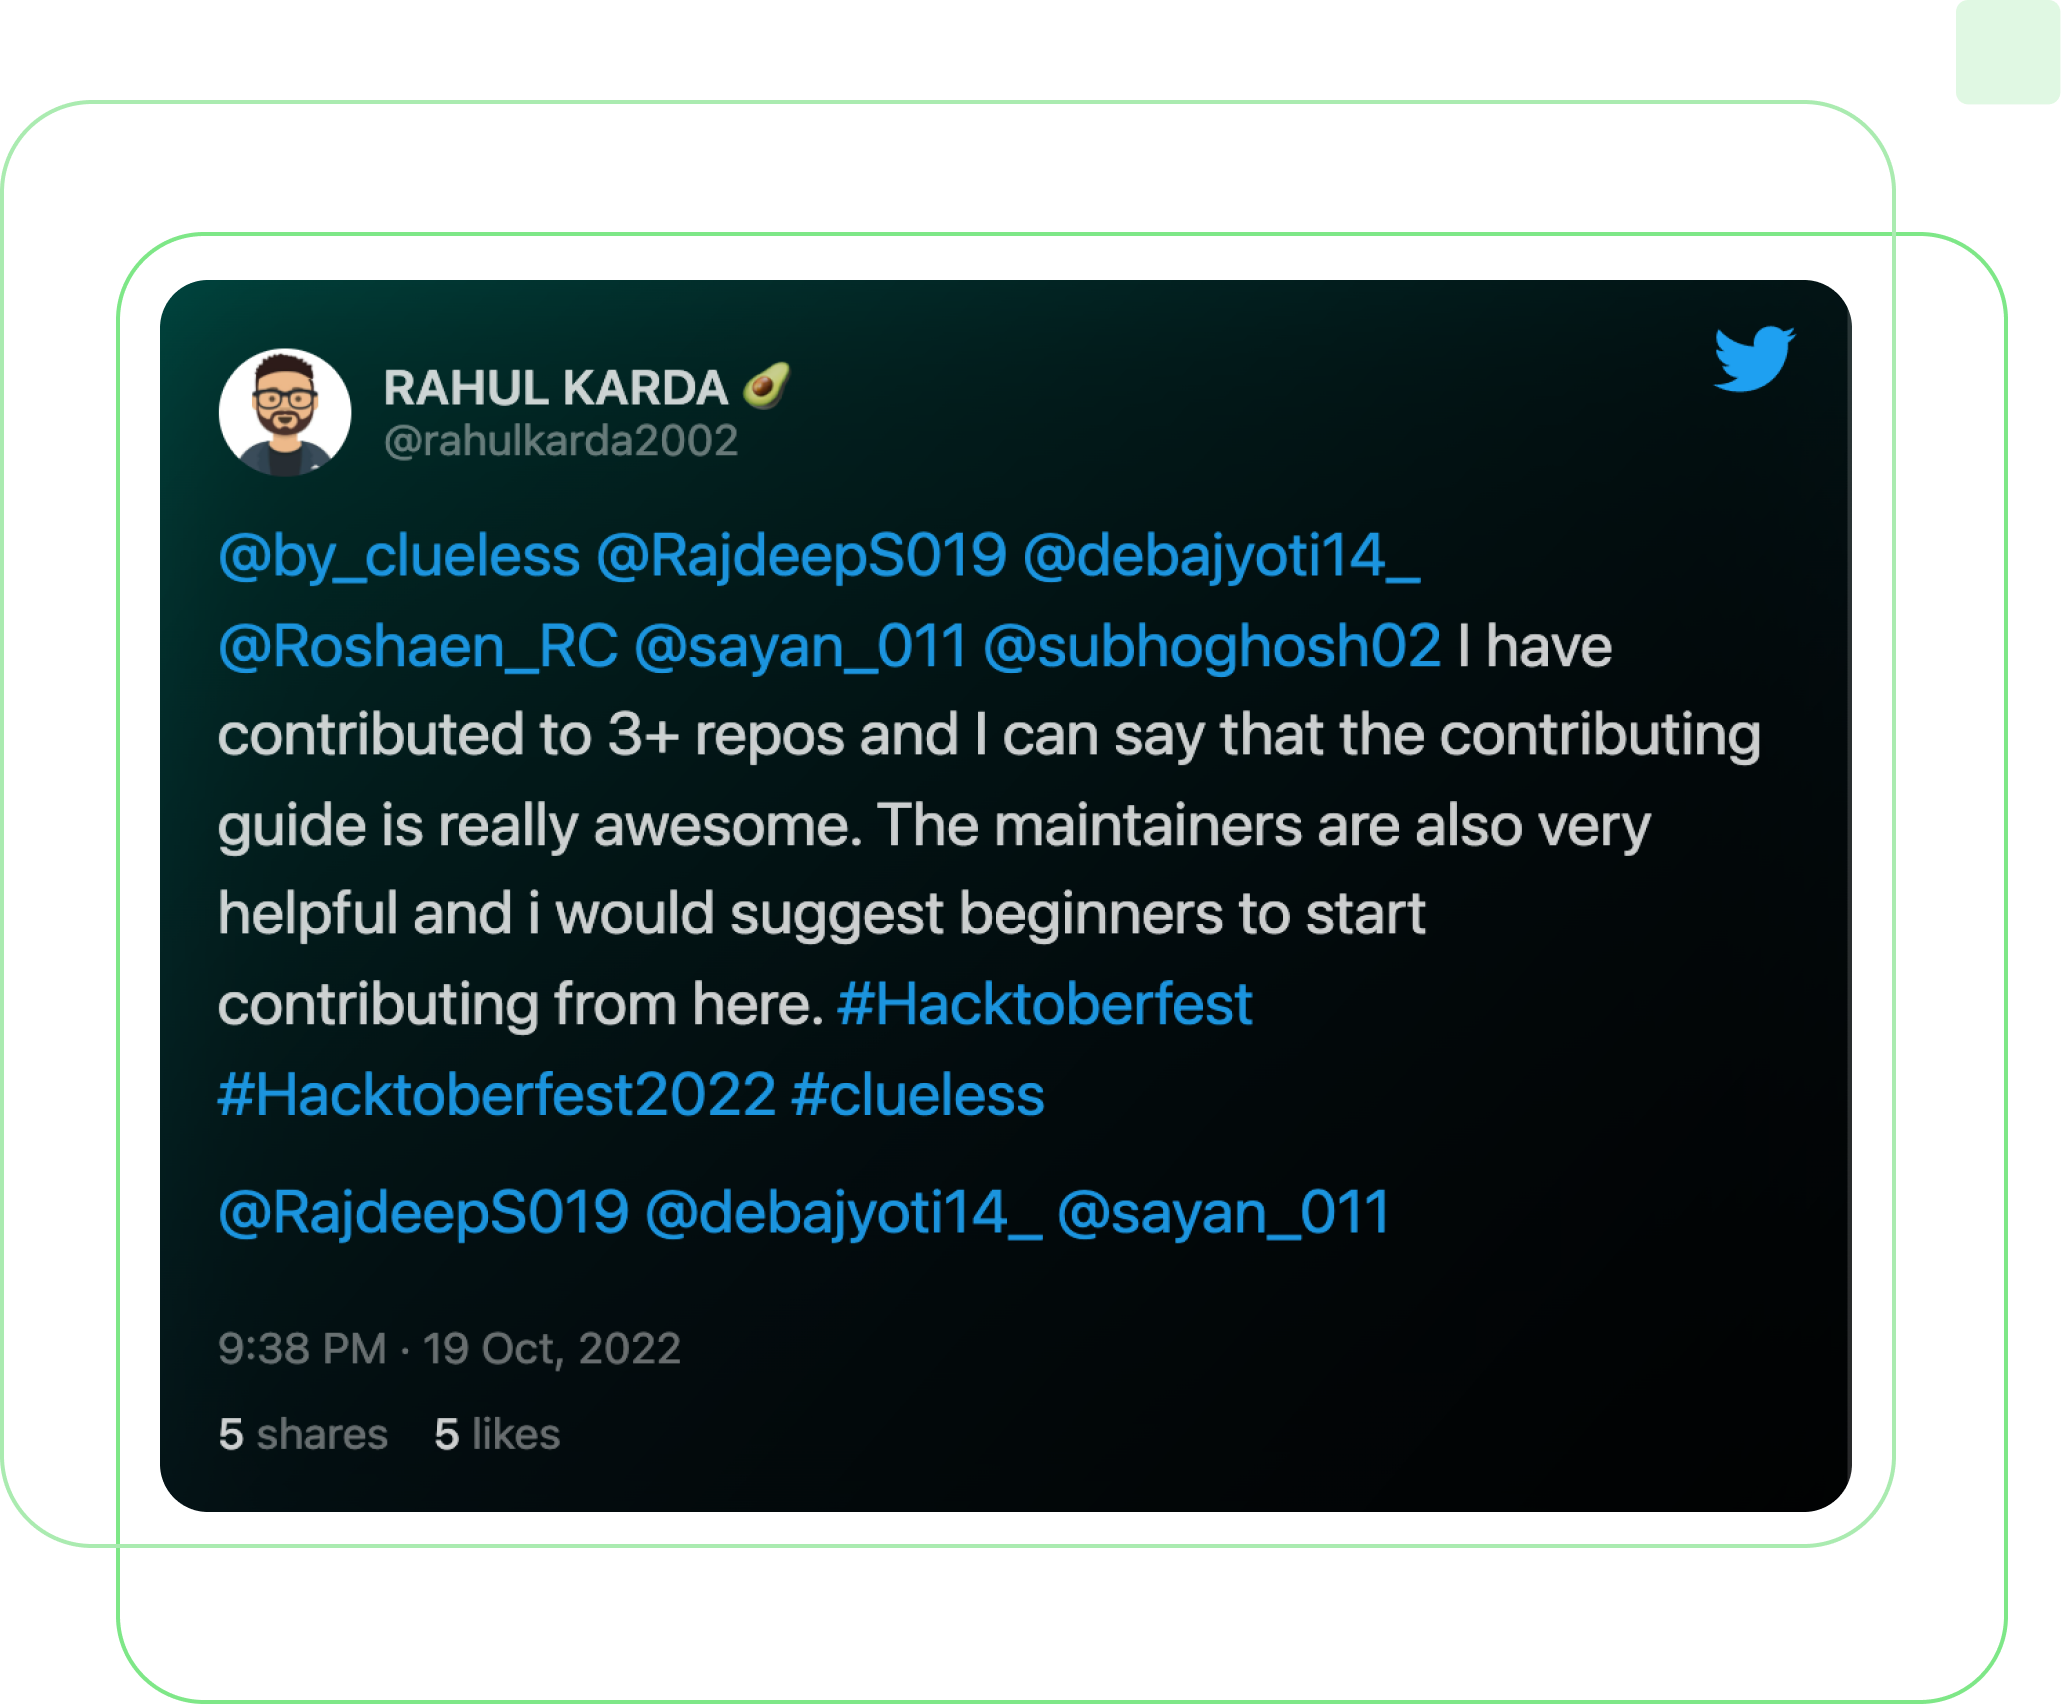 RAHUL KARDA 🥑
@rahulkarda2002
@by_clueless @RajdeepS019 @debajyoti14_
@Roshaen_RC @sayan_011 @subhoghosh02 I have
contributed to 3+ repos and I can say that the contributing
guide is really awesome. The maintainers are also very
helpful and i would suggest beginners to start
contributing from here. #Hacktoberfest
#Hacktoberfest2022 #clueless
@RajdeepS019 @debajyoti14_ @sayan_011
9:38 PM · 19 Oct, 2022
5 shares 5 likes